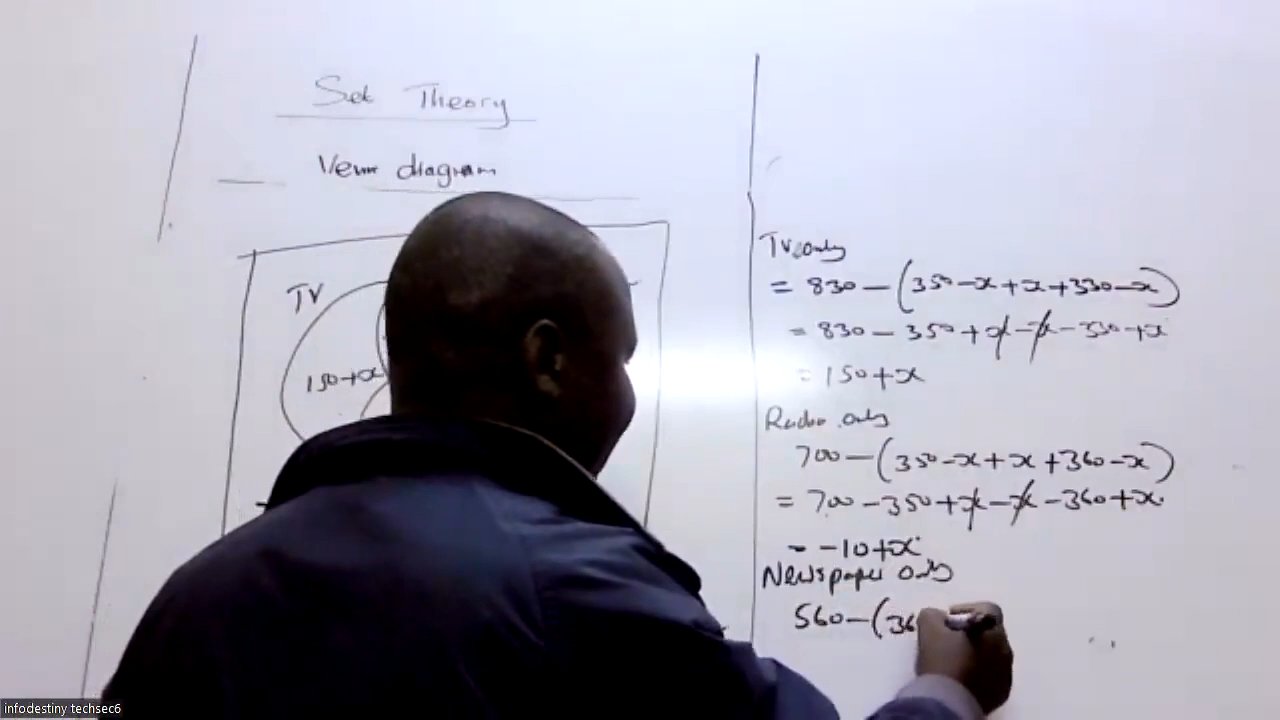 Set Theory
Venn diagram
TV
150+x
TV only
= 830-(350-x+x+330-x)
= 830-350+x-x-330+x
= 150+x
Radio only
700-(350-x+x+360-x)
= 700-350+x-x-360+x
= -10+x
Newspaper only
560-(36
infodestiny techsec6